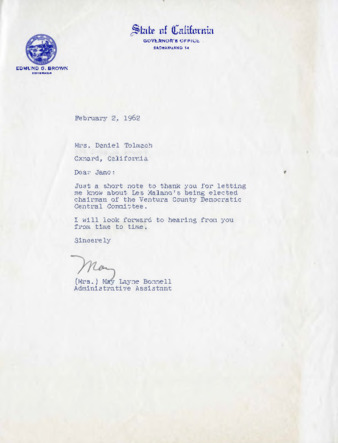 State of California
GOVERNOR'S OFFICE
SACRAMENTO 14
EDMUND G. BROWN
GOVERNOR
February 2, 1962
Mrs. Daniel Tolmach
Oxnard, California
Dear Jane:
Just a short note to thank you for letting
me know about Les Malano's being elected
chairman of the Ventura County Democratic
Central Committee.
I will look forward to hearing from you
from time to time.
Sincerely
May
(Mrs.) May Layne Bonnell
Administrative Assistant